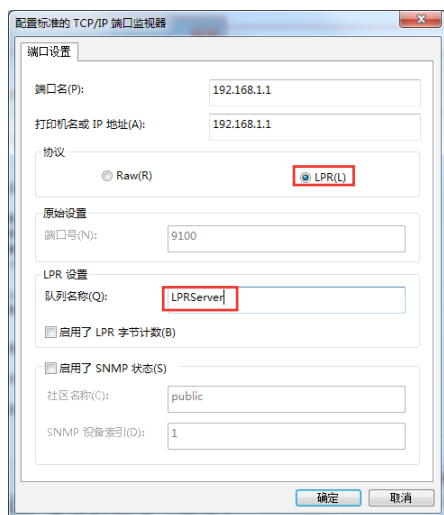 配置标准的 TCP/IP 端口监视器
端口设置
端口名(P): 192.168.1.1
打印机名或 IP 地址(A): 192.168.1.1
协议
Raw(R) LPR(L)
原始设置
端口号(N): 9100
LPR 设置
队列名称(Q): LPRServer
启用了 LPR 字节计数(B)
启用了 SNMP 状态(S)
社区名称(C): public
SNMP 设备索引(D): 1
确定 取消